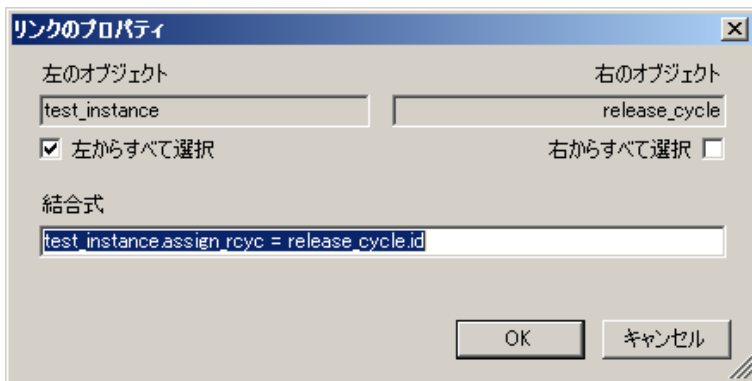 リンクのプロパティ
左のオブジェクト 右のオブジェクト
test_instance release_cycle
左からすべて選択 右からすべて選択
結合式
test_instance.assign_rcyc = release_cycle.id
OK キャンセル